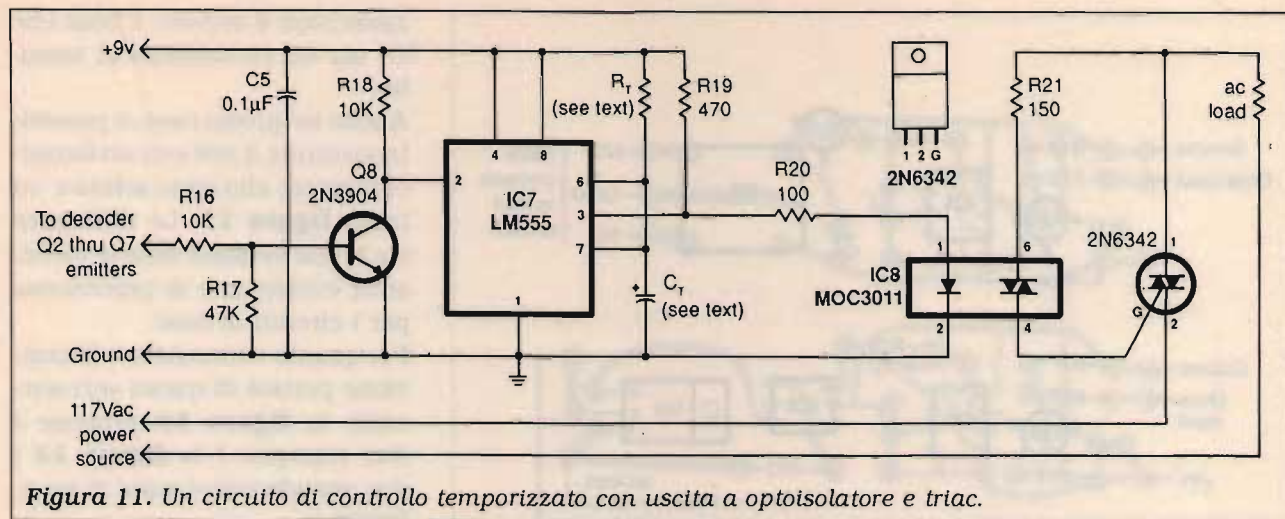 +9v
C5
0.1µF
R18
10K
R_T
(see text)
R19
470
1 2 G
2N6342
R21
150
ac
load
Q8
2N3904
4
8
2
IC7
LM555
6
3
7
1
R20
100
R16
10K
To decoder
Q2 thru Q7
emitters
R17
47K
+
C_T
(see text)
1
6
IC8
MOC3011
2
4
2N6342
1
G
2
Ground
117Vac
power
source
Figura 11. Un circuito di controllo temporizzato con uscita a optoisolatore e triac.